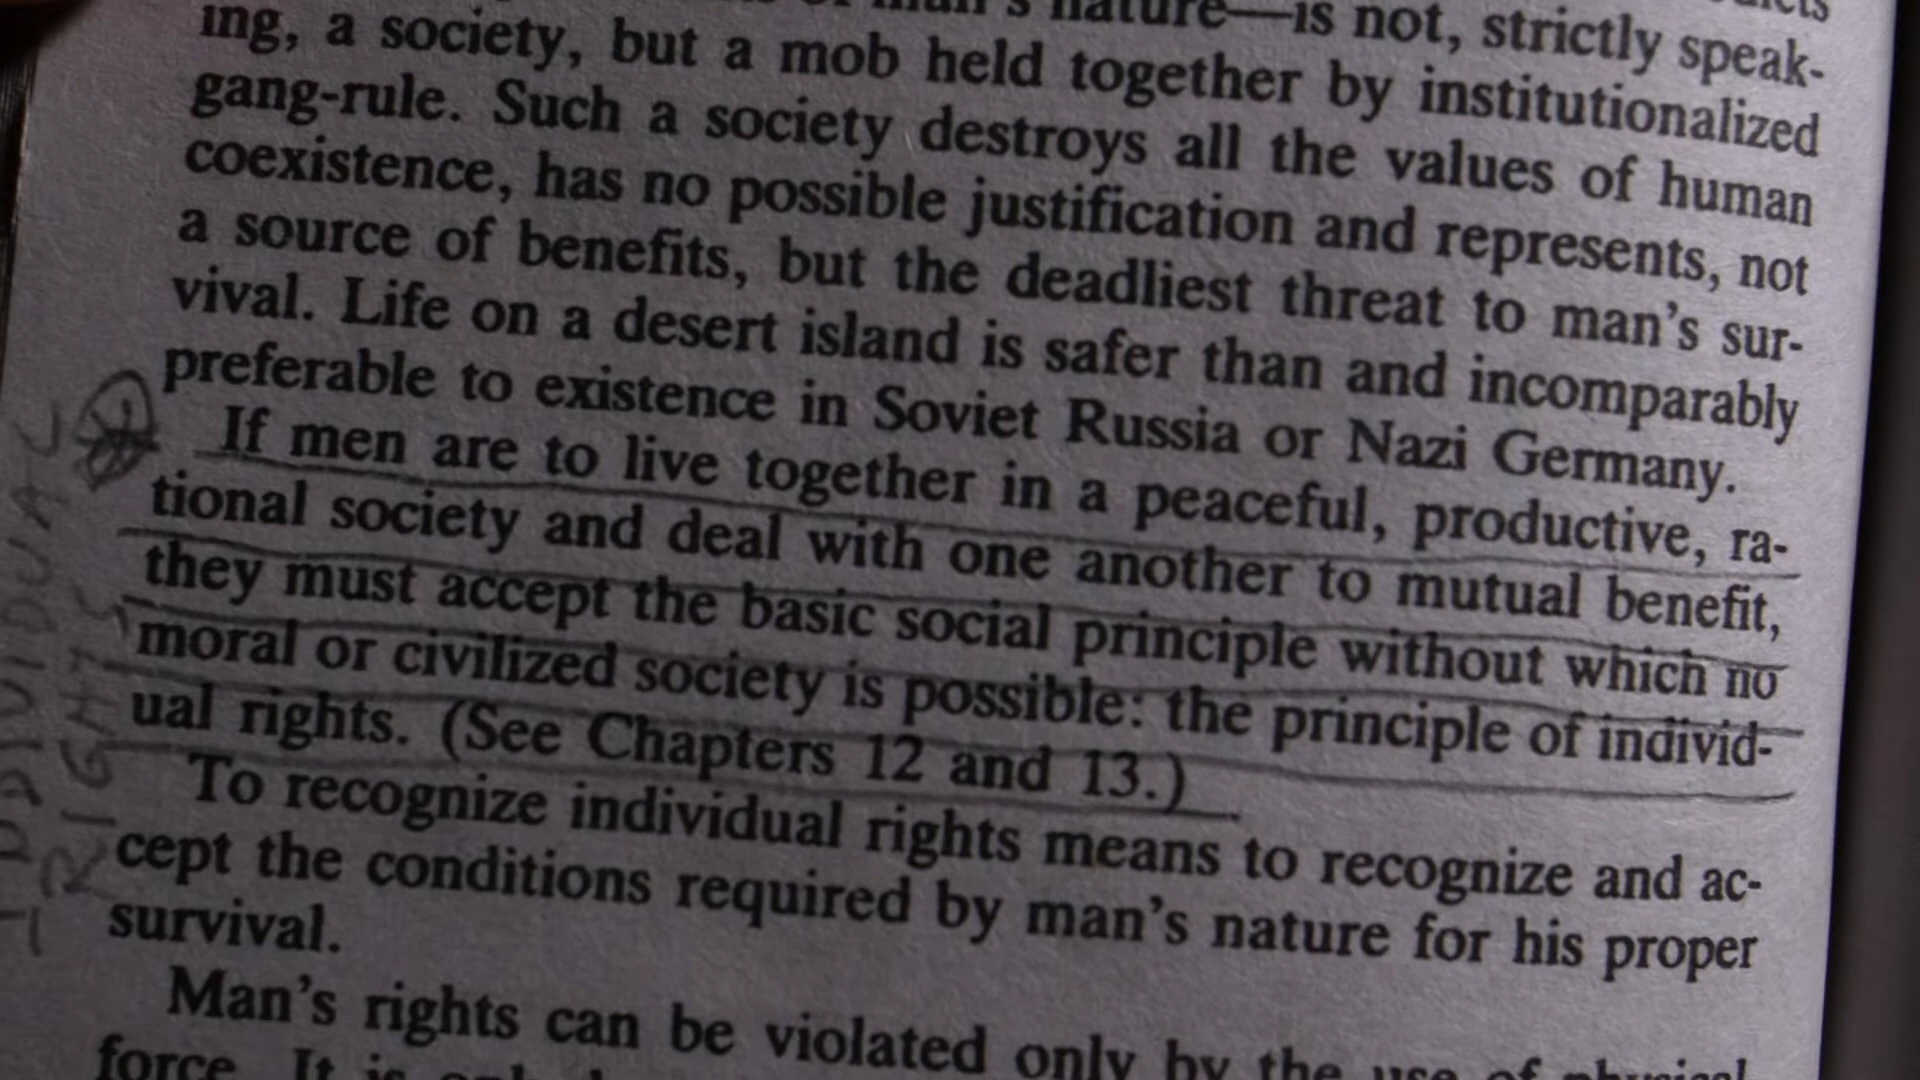 man's nature—is not, strictly speak-
ing, a society, but a mob held together by institutionalized
gang-rule. Such a society destroys all the values of human
coexistence, has no possible justification and represents, not
a source of benefits, but the deadliest threat to man's sur-
vival. Life on a desert island is safer than and incomparably
preferable to existence in Soviet Russia or Nazi Germany.
If men are to live together in a peaceful, productive, ra-
tional society and deal with one another to mutual benefit,
they must accept the basic social principle without which no
moral or civilized society is possible: the principle of individ-
ual rights. (See Chapters 12 and 13.)
To recognize individual rights means to recognize and ac-
cept the conditions required by man's nature for his proper
survival.
Man's rights can be violated only by the use of physical
force. It is
INDIVIDUAL
RIGHTS